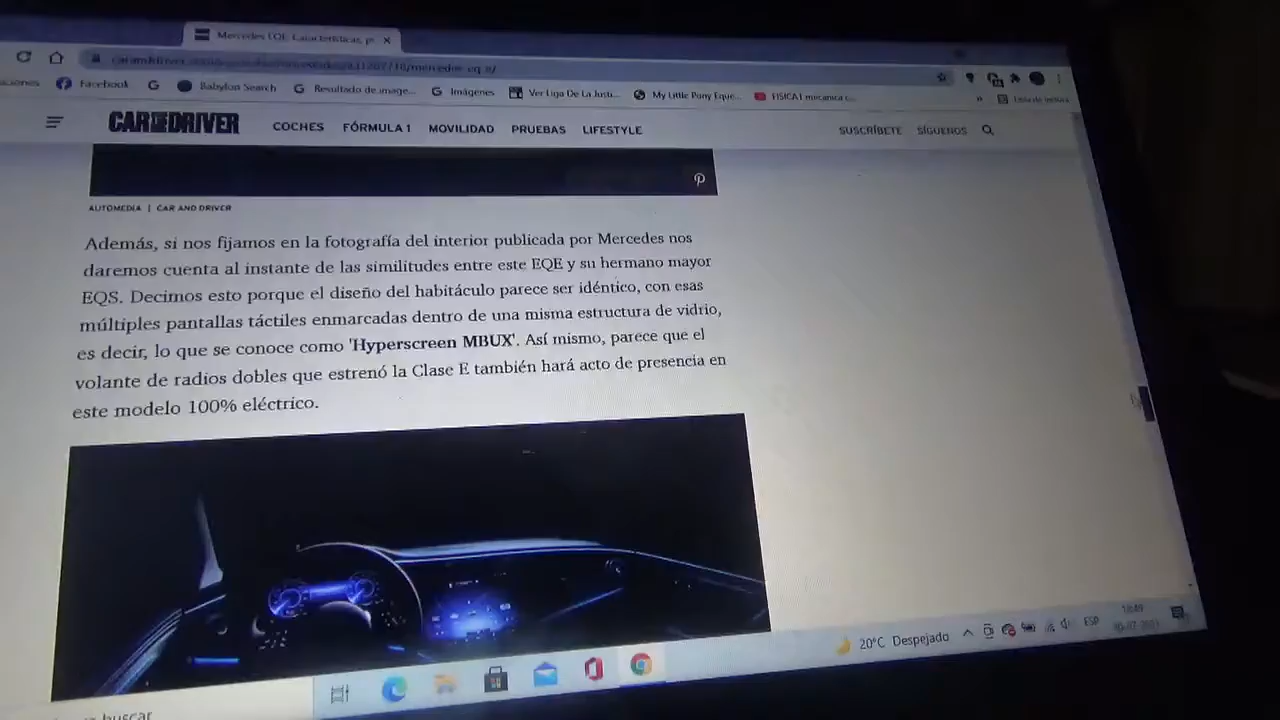 Mercedes EQE: Características, p
Facebook
Babylon Search
Resultado de image...
Imágenes
Ver Liga De La Justi...
My Little Pony Eque...
FISICA I mecanica c...
»
CAR AND DRIVER
COCHES FÓRMULA 1 MOVILIDAD PRUEBAS LIFESTYLE
SUSCRÍBETE SÍGUENOS
AUTOMEDIA | CAR AND DRIVER
Además, si nos fijamos en la fotografía del interior publicada por Mercedes nos
daremos cuenta al instante de las similitudes entre este EQE y su hermano mayor
EQS. Decimos esto porque el diseño del habitáculo parece ser idéntico, con esas
múltiples pantallas táctiles enmarcadas dentro de una misma estructura de vidrio,
es decir, lo que se conoce como 'Hyperscreen MBUX'. Así mismo, parece que el
volante de radios dobles que estrenó la Clase E también hará acto de presencia en
este modelo 100% eléctrico.
20°C Despejado
ESP
buscar